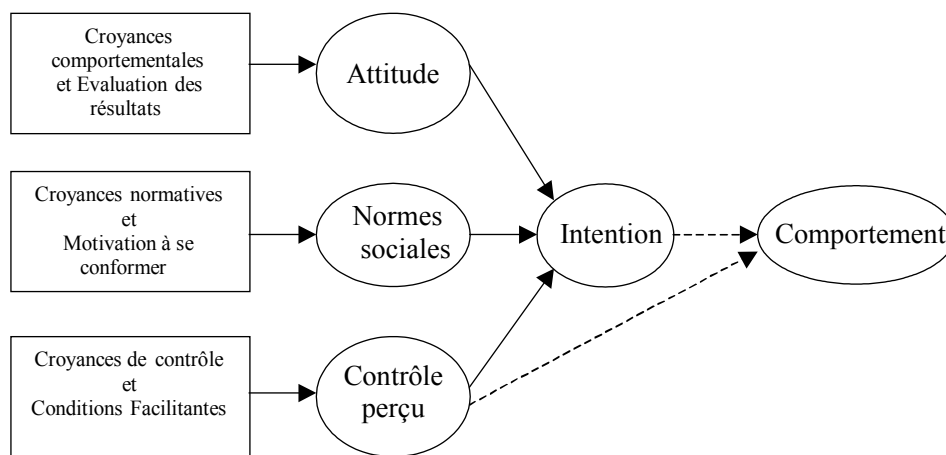 Croyances
comportementales
et Evaluation des
résultats
Attitude
Croyances normatives
et
Motivation à se
conformer
Normes
sociales
Intention
Comportement
Croyances de contrôle
et
Conditions Facilitantes
Contrôle
perçu